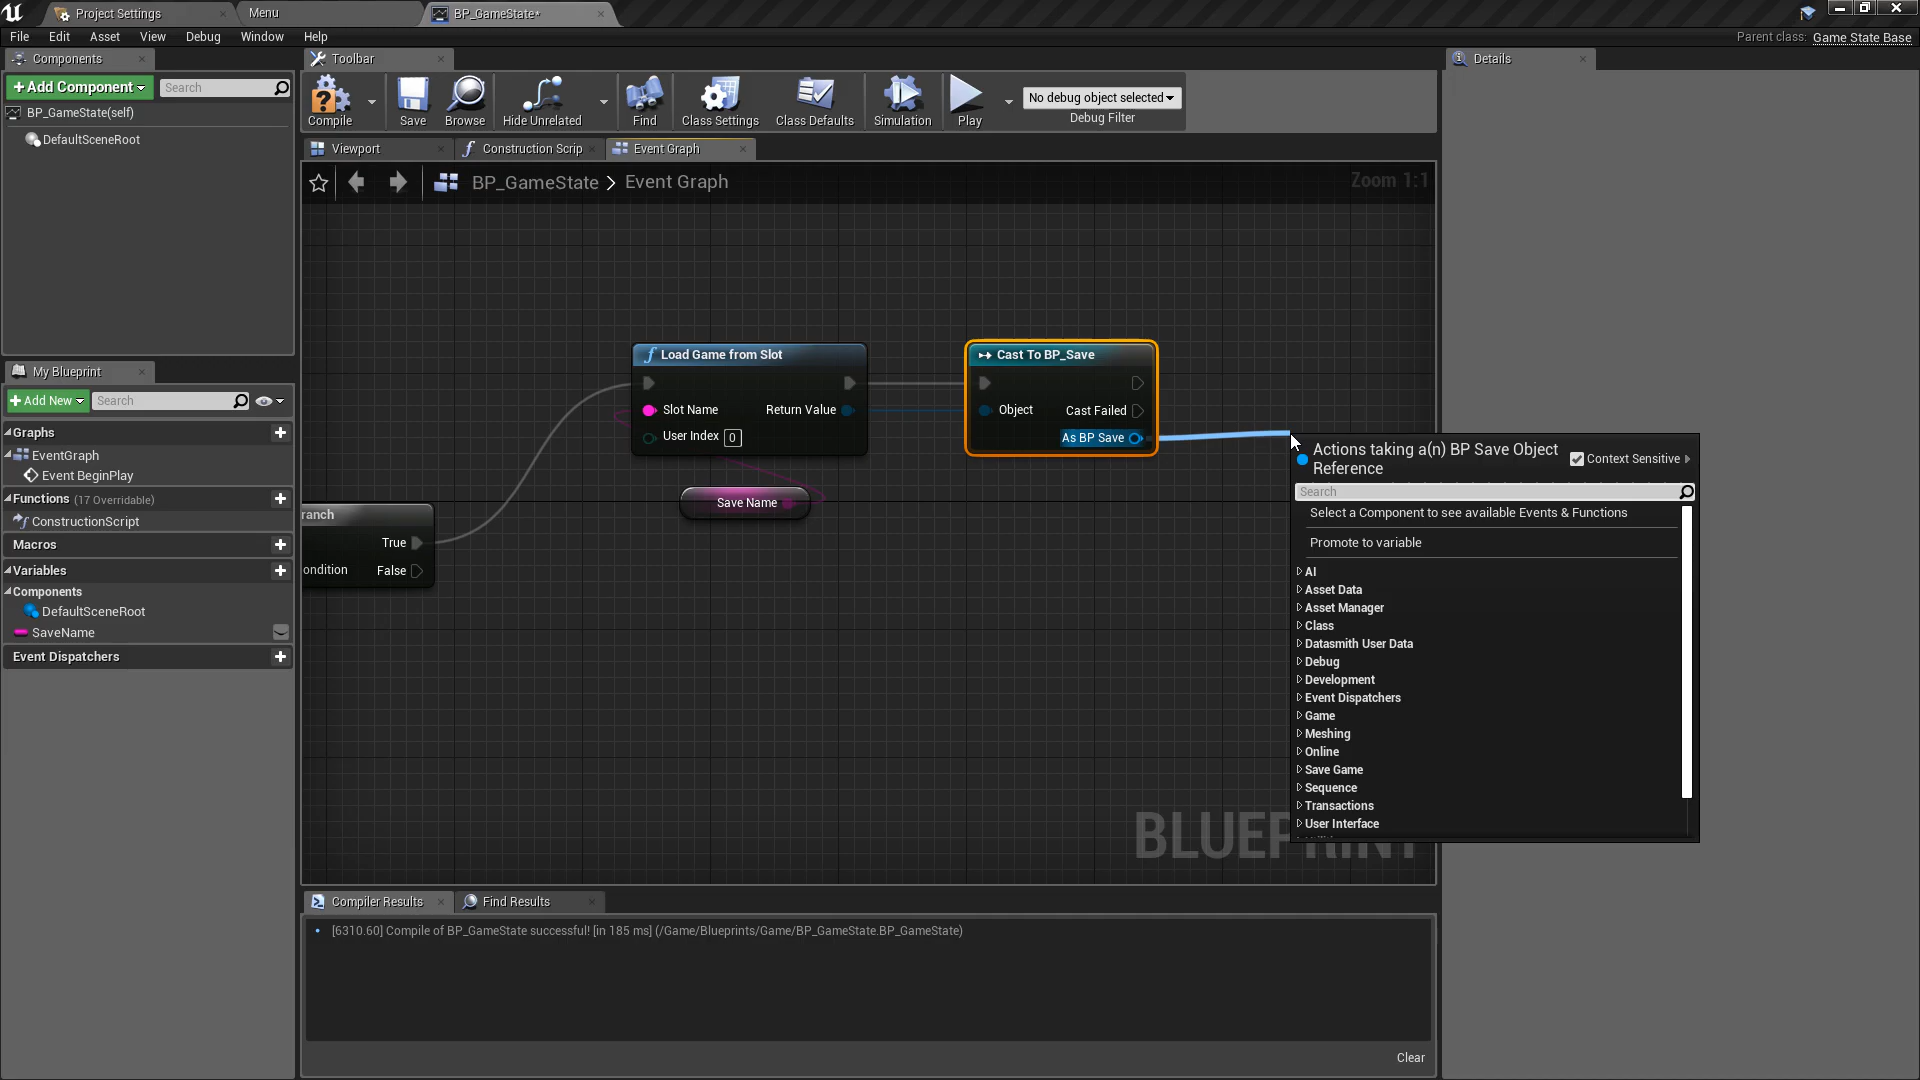 Project Settings
Menu
BP_GameState*
File Edit Asset View Debug Window Help
Parent class: Game State Base
Components
Toolbar
Details
+Add Component
Search
BP_GameState(self)
DefaultSceneRoot
Compile
Save
Browse
Hide Unrelated
Find
Class Settings
Class Defaults
Simulation
Play
No debug object selected
Debug Filter
Viewport
Construction Scrip
Event Graph
BP_GameState > Event Graph
Zoom 1:1
My Blueprint
+Add New
Search
Graphs
EventGraph
Event BeginPlay
Functions (17 Overridable)
ConstructionScript
Macros
Variables
Components
DefaultSceneRoot
SaveName
Event Dispatchers
ranch
True
ondition
False
Load Game from Slot
Slot Name
Return Value
User Index 0
Save Name
Cast To BP_Save
Object
Cast Failed
As BP Save
Actions taking a(n) BP Save Object
Reference
Context Sensitive
Search
Select a Component to see available Events & Functions
Promote to variable
AI
Asset Data
Asset Manager
Class
Datasmith User Data
Debug
Development
Event Dispatchers
Game
Meshing
Online
Save Game
Sequence
Transactions
User Interface
BLUEPRINT
Compiler Results
Find Results
[6310.60] Compile of BP_GameState successful! [in 185 ms] (/Game/Blueprints/Game/BP_GameState.BP_GameState)
Clear